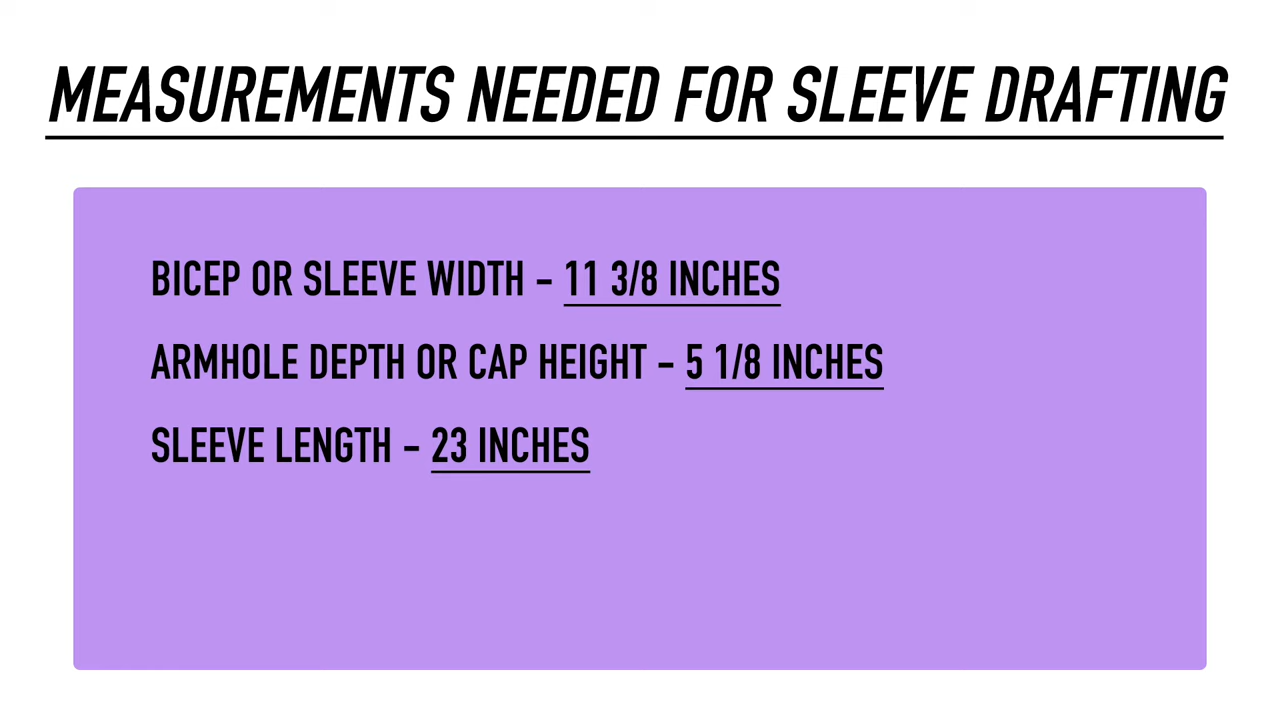 MEASUREMENTS NEEDED FOR SLEEVE DRAFTING
BICEP OR SLEEVE WIDTH - 11 3/8 INCHES
ARMHOLE DEPTH OR CAP HEIGHT - 5 1/8 INCHES
SLEEVE LENGTH - 23 INCHES